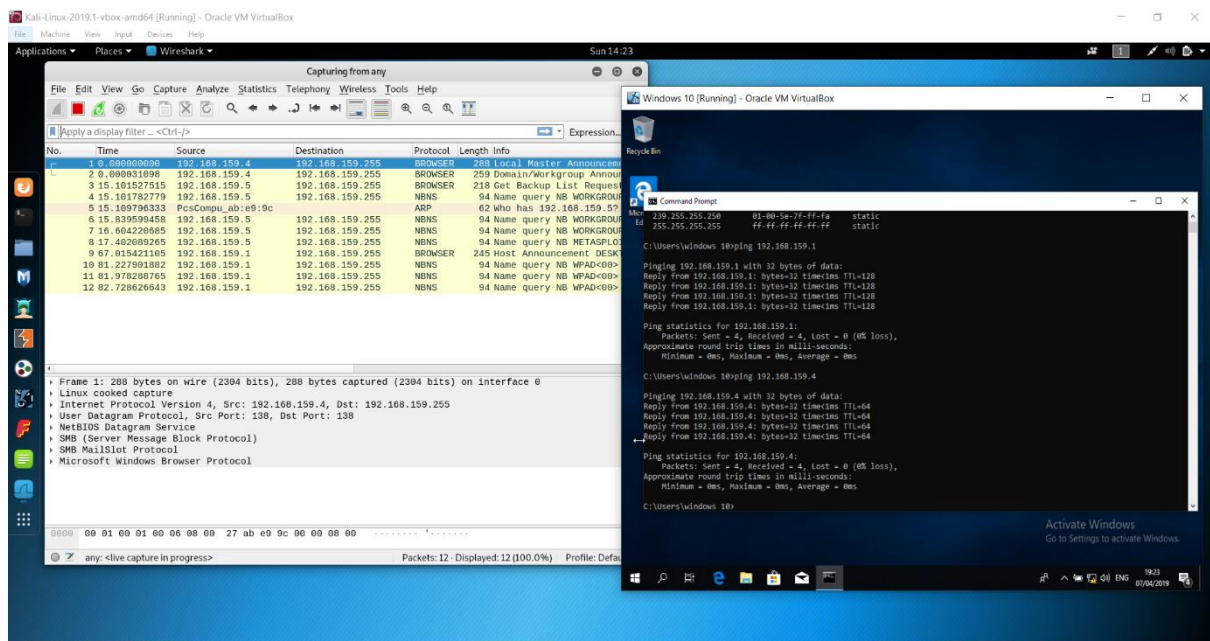 Kali-Linux-2019.1-vbox-amd64 [Running] - Oracle VM VirtualBox
File Machine View Input Devices Help
Applications Places Wireshark Sun 14:23 1
Capturing from any
File Edit View Go Capture Analyze Statistics Telephony Wireless Tools Help
Apply a display filter ... <Ctrl-/> Expression...
No. Time Source Destination Protocol Length Info
1 0.000000000 192.168.159.4 192.168.159.255 BROWSER 288 Local Master Announceme
2 0.000031098 192.168.159.4 192.168.159.255 BROWSER 259 Domain/Workgroup Announ
3 15.101527515 192.168.159.5 192.168.159.255 BROWSER 218 Get Backup List Request
4 15.101782779 192.168.159.5 192.168.159.255 NBNS 94 Name query NB WORKGROUP
5 15.109796333 PcsCompu_ab:e9:9c ARP 62 Who has 192.168.159.5?
6 15.839599458 192.168.159.5 192.168.159.255 NBNS 94 Name query NB WORKGROUP
7 16.604220685 192.168.159.5 192.168.159.255 NBNS 94 Name query NB WORKGROUP
8 17.402089265 192.168.159.5 192.168.159.255 NBNS 94 Name query NB METASPLOI
9 67.015421105 192.168.159.1 192.168.159.255 BROWSER 245 Host Announcement DESKT
10 81.227901882 192.168.159.1 192.168.159.255 NBNS 94 Name query NB WPAD<00>
11 81.978288765 192.168.159.1 192.168.159.255 NBNS 94 Name query NB WPAD<00>
12 82.728626643 192.168.159.1 192.168.159.255 NBNS 94 Name query NB WPAD<00>
Frame 1: 288 bytes on wire (2304 bits), 288 bytes captured (2304 bits) on interface 0
Linux cooked capture
Internet Protocol Version 4, Src: 192.168.159.4, Dst: 192.168.159.255
User Datagram Protocol, Src Port: 138, Dst Port: 138
NetBIOS Datagram Service
SMB (Server Message Block Protocol)
SMB MailSlot Protocol
Microsoft Windows Browser Protocol
0000 00 01 00 01 00 06 08 00 27 ab e9 9c 00 00 08 00 ········ '·······
any: <live capture in progress> Packets: 12 · Displayed: 12 (100.0%) Profile: Defau
Windows 10 [Running] - Oracle VM VirtualBox
Recycle Bin
Micr
Ed
Command Prompt
239.255.255.250 01-00-5e-7f-ff-fa static
255.255.255.255 ff-ff-ff-ff-ff-ff static
C:\Users\windows 10>ping 192.168.159.1
Pinging 192.168.159.1 with 32 bytes of data:
Reply from 192.168.159.1: bytes=32 time<1ms TTL=128
Reply from 192.168.159.1: bytes=32 time<1ms TTL=128
Reply from 192.168.159.1: bytes=32 time<1ms TTL=128
Reply from 192.168.159.1: bytes=32 time<1ms TTL=128
Ping statistics for 192.168.159.1:
Packets: Sent = 4, Received = 4, Lost = 0 (0% loss),
Approximate round trip times in milli-seconds:
Minimum = 0ms, Maximum = 0ms, Average = 0ms
C:\Users\windows 10>ping 192.168.159.4
Pinging 192.168.159.4 with 32 bytes of data:
Reply from 192.168.159.4: bytes=32 time<1ms TTL=64
Reply from 192.168.159.4: bytes=32 time<1ms TTL=64
Reply from 192.168.159.4: bytes=32 time<1ms TTL=64
Reply from 192.168.159.4: bytes=32 time<1ms TTL=64
Ping statistics for 192.168.159.4:
Packets: Sent = 4, Received = 4, Lost = 0 (0% loss),
Approximate round trip times in milli-seconds:
Minimum = 0ms, Maximum = 0ms, Average = 0ms
C:\Users\windows 10>
Activate Windows
Go to Settings to activate Windows.
ENG 19:23
07/04/2019